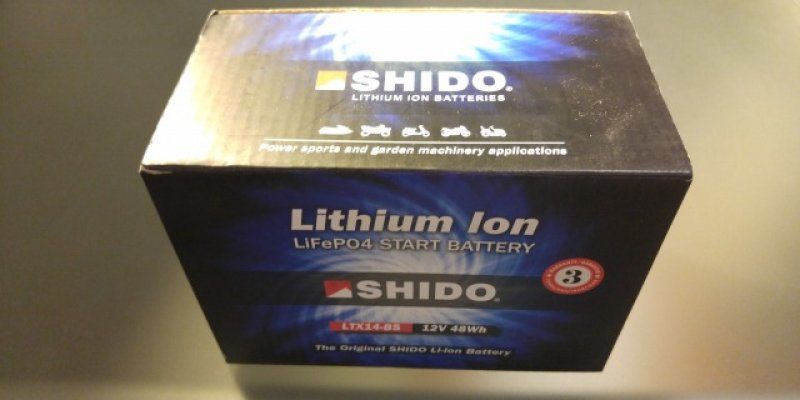 SHIDO®
LITHIUM ION BATTERIES
Power sports and garden machinery applications
Lithium Ion
LiFePO4 START BATTERY
3
SHIDO®
LTX14-BS 12V 48Wh
The Original SHIDO Li-Ion Battery